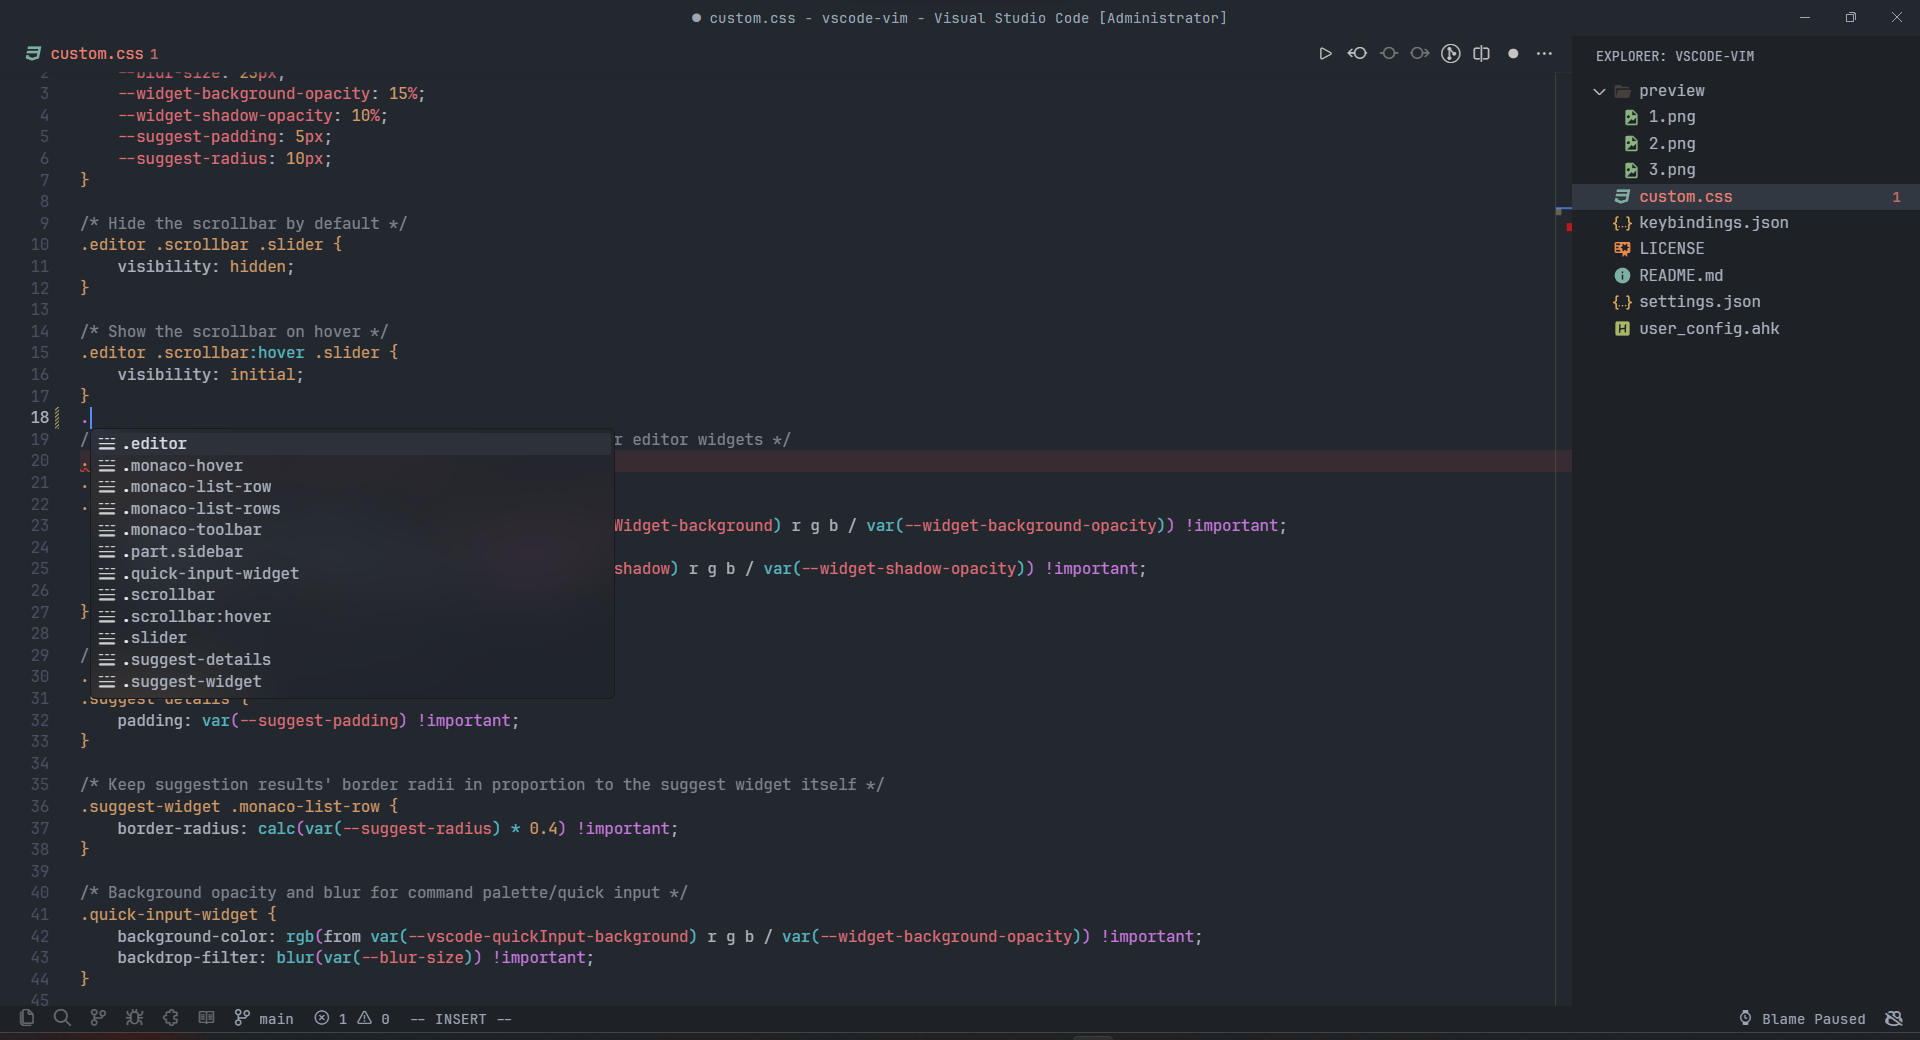 custom.css - vscode-vim - Visual Studio Code [Administrator]
custom.css 1
EXPLORER: VSCODE-VIM
preview
1.png
2.png
3.png
custom.css 1
keybindings.json
LICENSE
README.md
settings.json
user_config.ahk
2 --blur-size: 25px;
3 --widget-background-opacity: 15%;
4 --widget-shadow-opacity: 10%;
5 --suggest-padding: 5px;
6 --suggest-radius: 10px;
7 }
8
9 /* Hide the scrollbar by default */
10 .editor .scrollbar .slider {
11 visibility: hidden;
12 }
13
14 /* Show the scrollbar on hover */
15 .editor .scrollbar:hover .slider {
16 visibility: initial;
17 }
18 .
19 / r editor widgets */
20 .
21 .
22 .
23 Widget-background) r g b / var(--widget-background-opacity)) !important;
24
25 shadow) r g b / var(--widget-shadow-opacity)) !important;
26
27 }
28
29 /
30 .
31 .suggest-details {
32 padding: var(--suggest-padding) !important;
33 }
34
35 /* Keep suggestion results' border radii in proportion to the suggest widget itself */
36 .suggest-widget .monaco-list-row {
37 border-radius: calc(var(--suggest-radius) * 0.4) !important;
38 }
39
40 /* Background opacity and blur for command palette/quick input */
41 .quick-input-widget {
42 background-color: rgb(from var(--vscode-quickInput-background) r g b / var(--widget-background-opacity)) !important;
43 backdrop-filter: blur(var(--blur-size)) !important;
44 }
45
.editor
.monaco-hover
.monaco-list-row
.monaco-list-rows
.monaco-toolbar
.part.sidebar
.quick-input-widget
.scrollbar
.scrollbar:hover
.slider
.suggest-details
.suggest-widget
main 1 0 -- INSERT -- Blame Paused